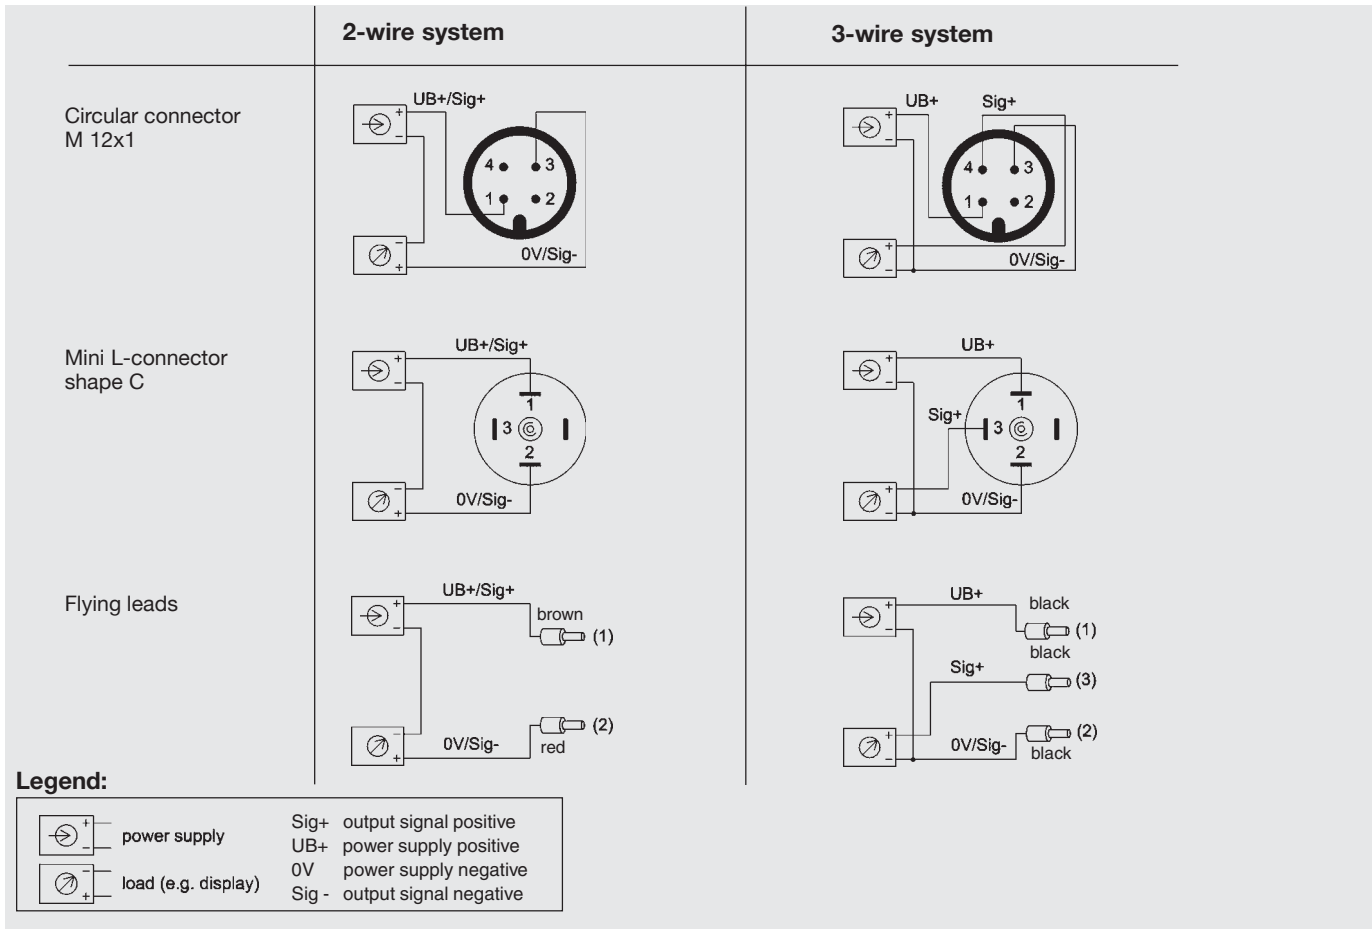 2-wire system
3-wire system
Circular connector
M 12x1
UB+/Sig+
+
−
4
3
1
2
−
+
0V/Sig-
UB+
Sig+
+
−
4
3
1
2
+
−
0V/Sig-
Mini L-connector
shape C
UB+/Sig+
+
−
1
3
2
−
+
0V/Sig-
UB+
+
−
Sig+
1
3
2
+
−
0V/Sig-
Flying leads
UB+/Sig+
+
−
brown
(1)
−
+
0V/Sig-
(2)
red
UB+
+
−
black
(1)
black
Sig+
(3)
+
−
0V/Sig-
(2)
black
Legend:
+
−
power supply
−
+
load (e.g. display)
Sig+ output signal positive
UB+ power supply positive
0V power supply negative
Sig - output signal negative